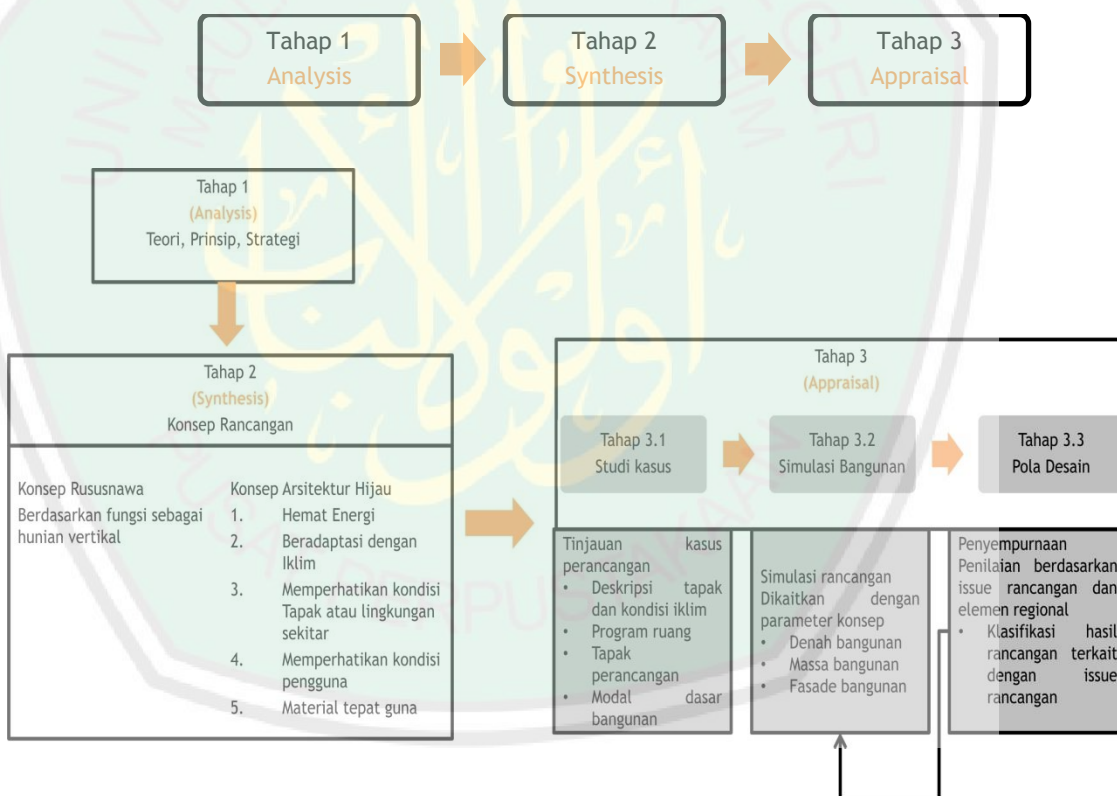 Tahap 1
Analysis
Tahap 2
Synthesis
Tahap 3
Appraisal
Tahap 1
(Analysis)
Teori, Prinsip, Strategi
Tahap 2
(Synthesis)
Konsep Rancangan
Konsep Rususnawa
Berdasarkan fungsi sebagai
hunian vertikal
Konsep Arsitektur Hijau
1. Hemat Energi
2. Beradaptasi dengan
Iklim
3. Memperhatikan kondisi
Tapak atau lingkungan
sekitar
4. Memperhatikan kondisi
pengguna
5. Material tepat guna
Tahap 3
(Appraisal)
Tahap 3.1
Studi kasus
Tahap 3.2
Simulasi Bangunan
Tahap 3.3
Pola Desain
Tinjauan kasus
perancangan
• Deskripsi tapak
dan kondisi iklim
• Program ruang
• Tapak
perancangan
• Modal dasar
bangunan
Simulasi rancangan
Dikaitkan dengan
parameter konsep
• Denah bangunan
• Massa bangunan
• Fasade bangunan
Penyempurnaan
Penilaian berdasarkan
issue rancangan dan
elemen regional
• Klasifikasi hasil
rancangan terkait
dengan issue
rancangan
PUSAT PERPUSTAKAAN